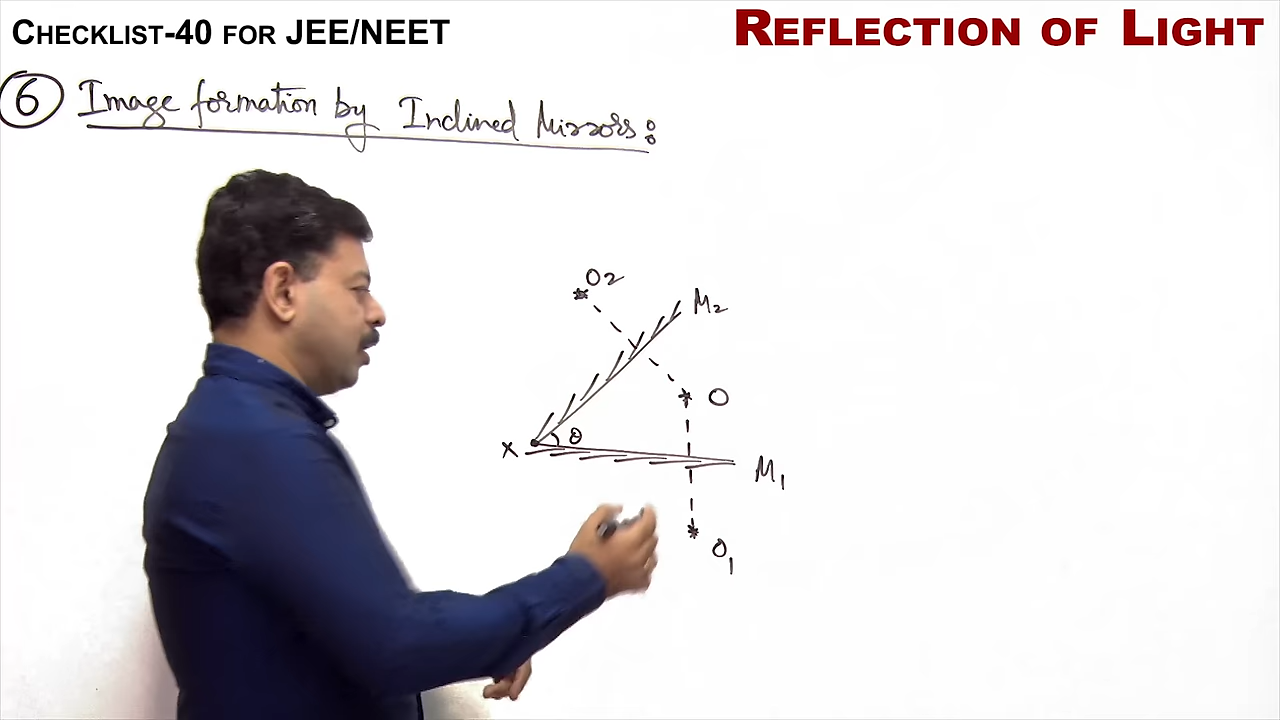 CHECKLIST-40 FOR JEE/NEET
REFLECTION OF LIGHT
6 Image formation by Inclined Mirrors:
O2
M2
O
θ
X
M1
O1